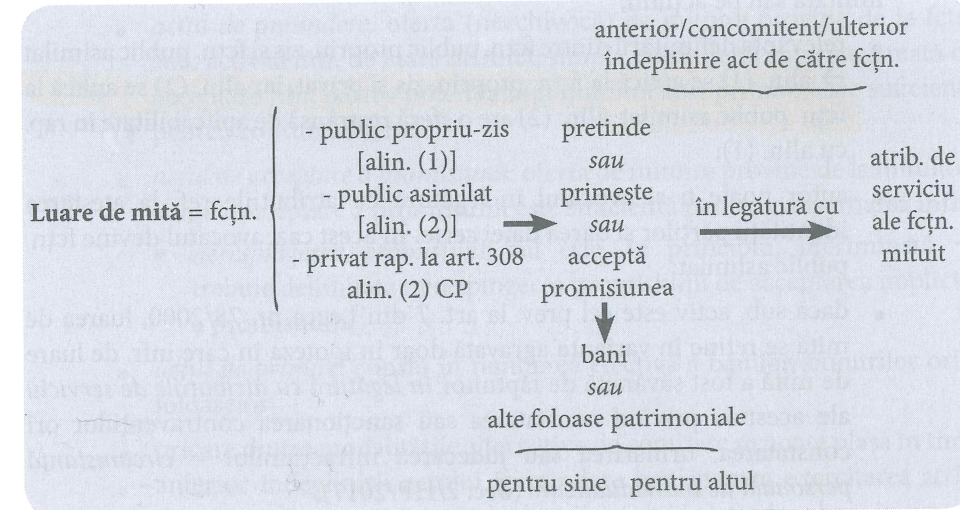 anterior/concomitent/ulterior
îndeplinire act de către fcțn.
Luare de mită = fcțn.
- public propriu-zis
[alin. (1)]
- public asimilat
[alin. (2)]
- privat rap. la art. 308
alin. (2) CP
pretinde
sau
primește
sau
acceptă
promisiunea
în legătură cu
atrib. de
serviciu
ale fcțn.
mituit
bani
sau
alte foloase patrimoniale
pentru sine pentru altul